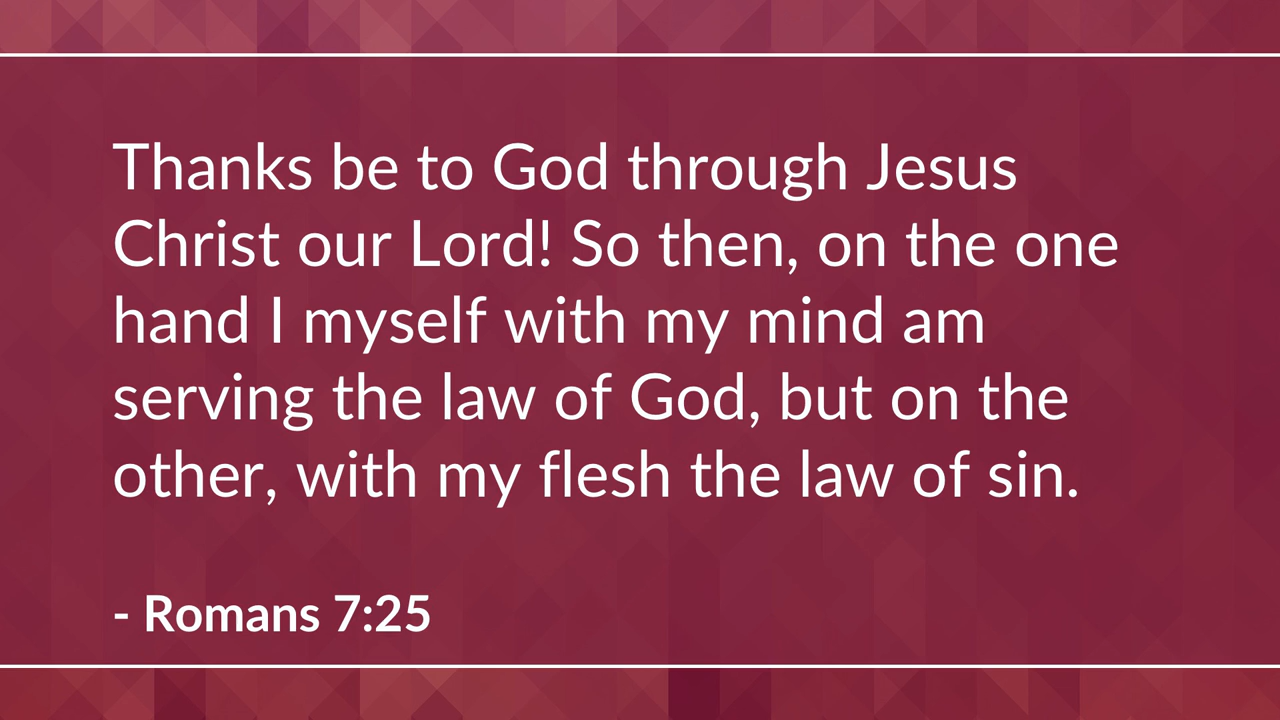 Thanks be to God through Jesus
Christ our Lord! So then, on the one
hand I myself with my mind am
serving the law of God, but on the
other, with my flesh the law of sin.
- Romans 7:25